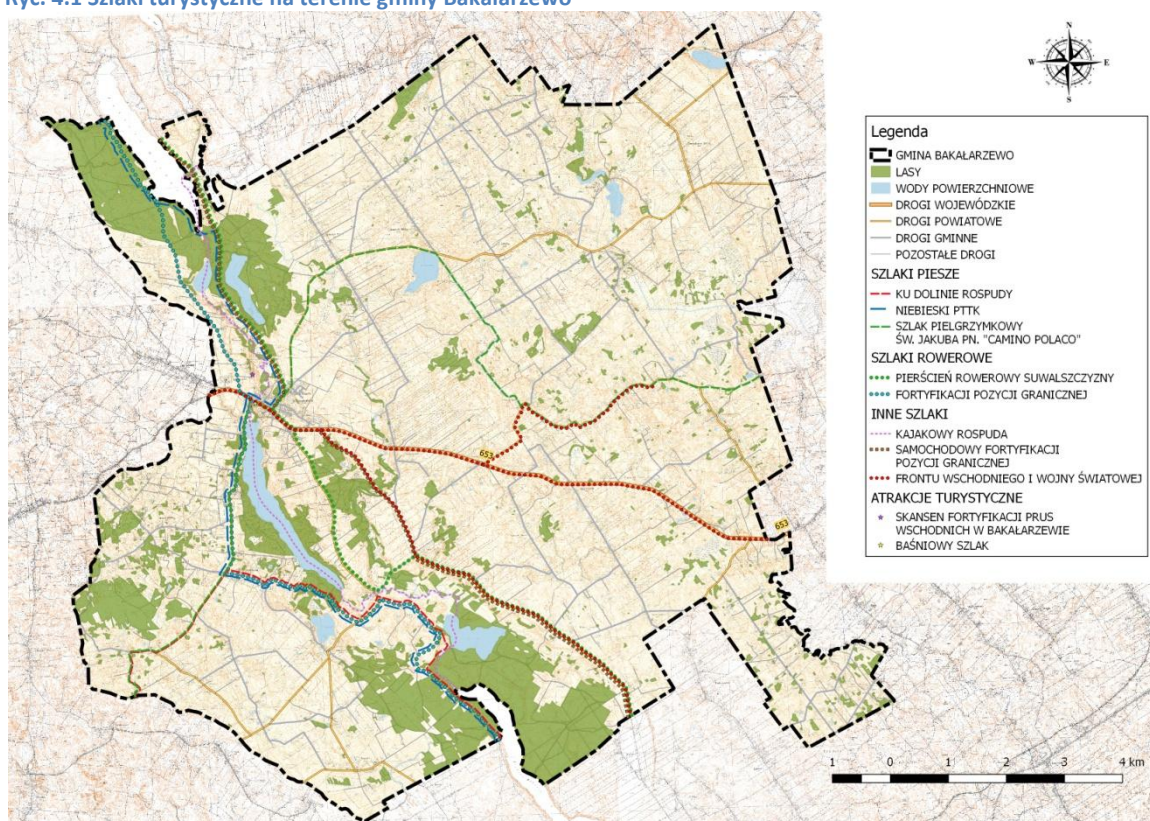 Ryc. 4.1 Szlaki turystyczne na terenie gminy Bakałarzewo
N
W
E
S
Legenda
GMINA BAKAŁARZEWO
LASY
WODY POWIERZCHNIOWE
DROGI WOJEWÓDZKIE
DROGI POWIATOWE
DROGI GMINNE
POZOSTAŁE DROGI
SZLAKI PIESZE
KU DOLINIE ROSPUDY
NIEBIESKI PTTK
SZLAK PIELGRZYMKOWY
ŚW. JAKUBA PN. "CAMINO POLACO"
SZLAKI ROWEROWE
PIERŚCIEŃ ROWEROWY SUWALSZCZYZNY
FORTYFIKACJI POZYCJI GRANICZNEJ
INNE SZLAKI
KAJAKOWY ROSPUDA
SAMOCHODOWY FORTYFIKACJI
POZYCJI GRANICZNEJ
FRONTU WSCHODNIEGO I WOJNY ŚWIATOWEJ
ATRAKCJE TURYSTYCZNE
SKANSEN FORTYFIKACJI PRUS
WSCHODNICH W BAKAŁARZEWIE
BAŚNIOWY SZLAK
653
653
1 0 1 2 3 4 km